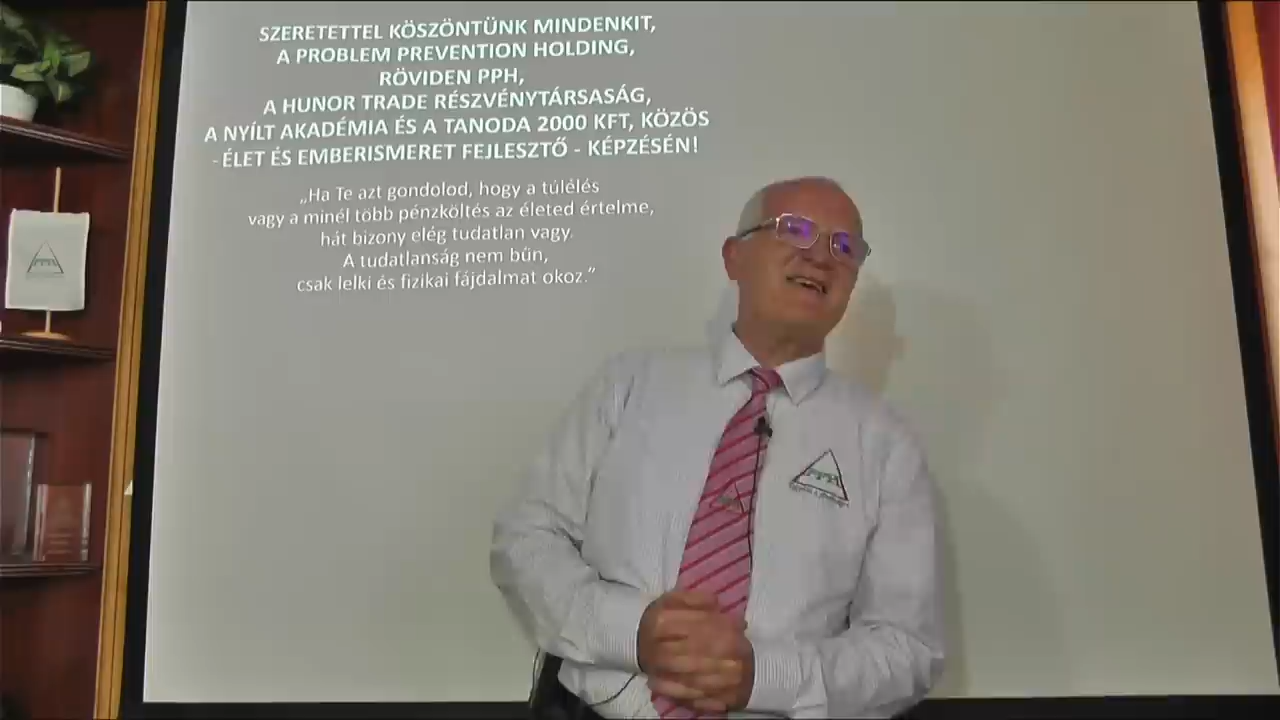 SZERETETTEL KÖSZÖNTÜNK MINDENKIT,
A PROBLEM PREVENTION HOLDING,
RÖVIDEN PPH,
A HUNOR TRADE RÉSZVÉNYTÁRSASÁG,
A NYÍLT AKADÉMIA ÉS A TANODA 2000 KFT, KÖZÖS
- ÉLET ÉS EMBERISMERET FEJLESZTŐ - KÉPZÉSÉN!
„Ha Te azt gondolod, hogy a túlélés
vagy a minél több pénzköltés az életed értelme,
hát bizony elég tudatlan vagy.
A tudatlanság nem bűn,
csak lelki és fizikai fájdalmat okoz.”
PPH